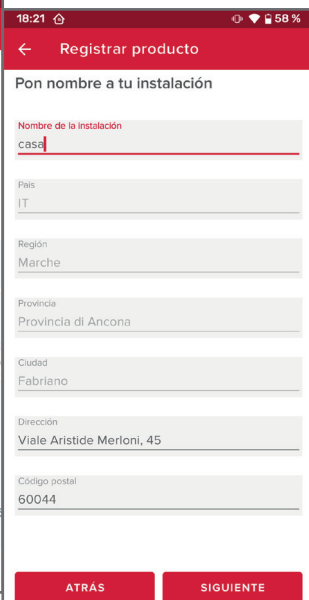 18:21 58 %
Registrar producto
Pon nombre a tu instalación
Nombre de la instalación
casa
Pais
IT
Región
Marche
Provincia
Provincia di Ancona
Ciudad
Fabriano
Dirección
Viale Aristide Merloni, 45
Código postal
60044
ATRÁS SIGUIENTE